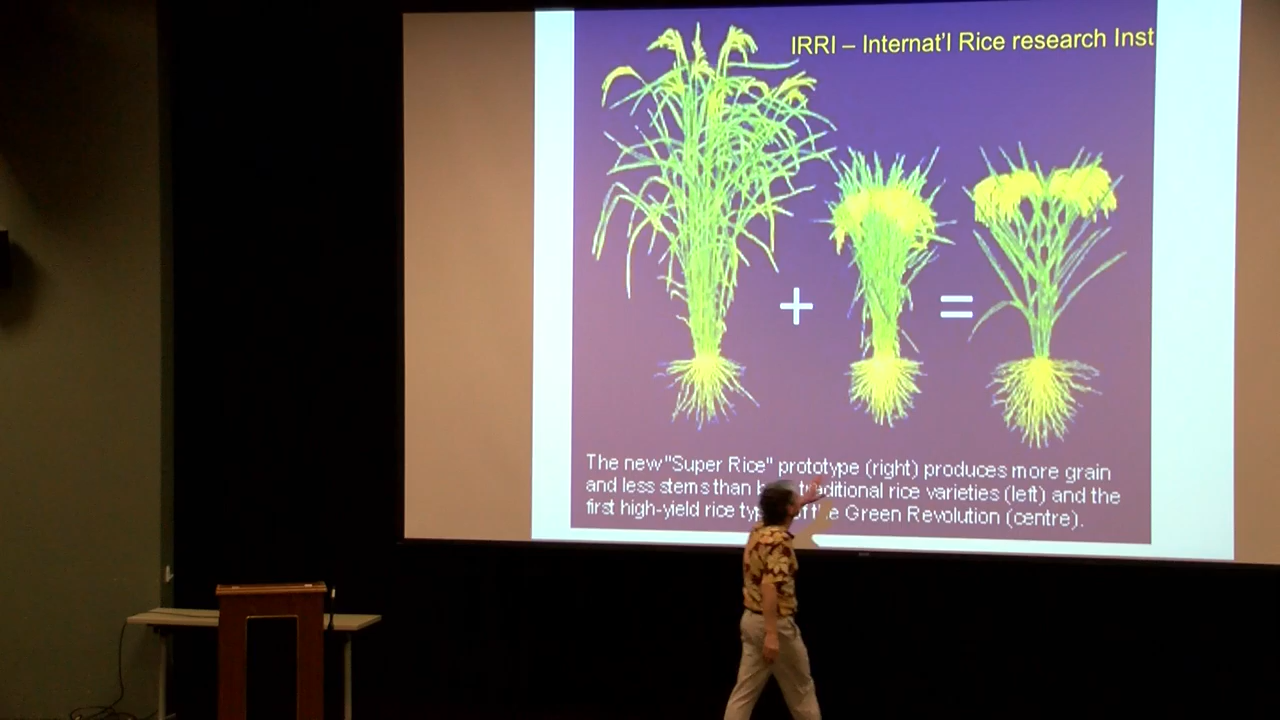 IRRI – Internat'l Rice research Inst
+
=
The new "Super Rice" prototype (right) produces more grain
and less stems than traditional rice varieties (left) and the
first high-yield rice the Green Revolution (centre).